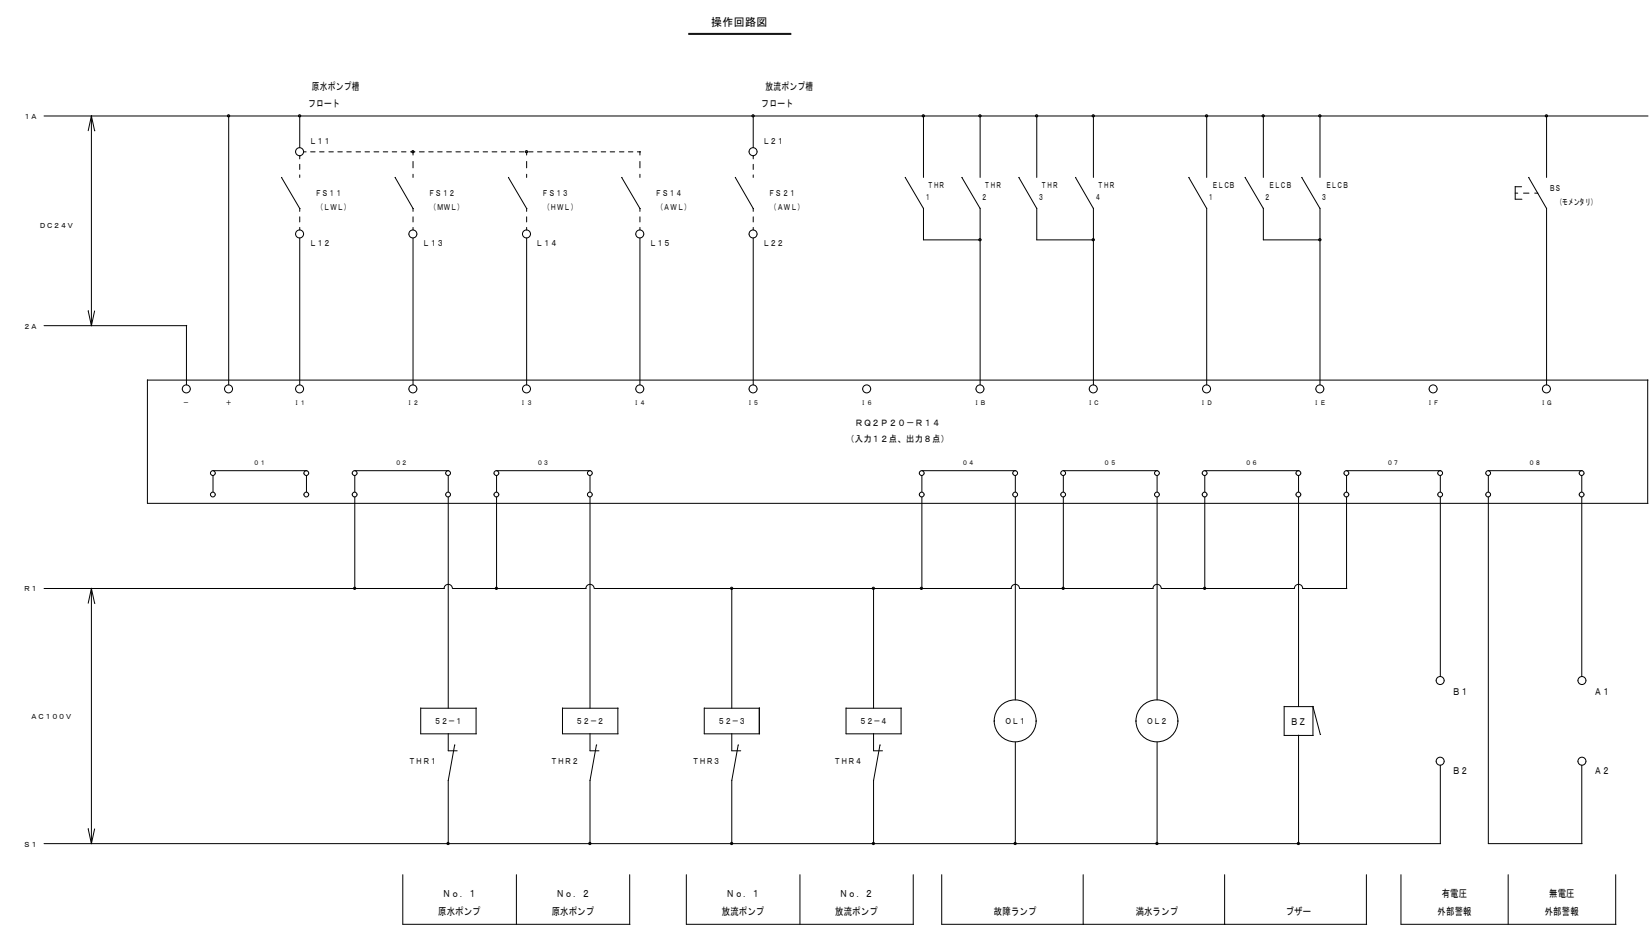 操作回路図
原水ポンプ槽
フロート
放流ポンプ槽
フロート
1A
L11
L21
FS11
(LWL)
FS12
(MWL)
FS13
(HWL)
FS14
(AWL)
FS21
(AWL)
THR
1
THR
2
THR
3
THR
4
ELCB
1
ELCB
2
ELCB
3
BS
(モメンタリ)
DC24V
L12
L13
L14
L15
L22
2A
－
＋
I1
I2
I3
I4
I5
I6
IB
IC
ID
IE
IF
IG
RQ2P20－R14
(入力12点、出力8点)
01
02
03
04
05
06
07
08
R1
AC100V
52－1
52－2
52－3
52－4
OL1
OL2
BZ
B1
A1
THR1
THR2
THR3
THR4
B2
A2
S1
No. 1
原水ポンプ
No. 2
原水ポンプ
No. 1
放流ポンプ
No. 2
放流ポンプ
故障ランプ
満水ランプ
ブザー
有電圧
外部警報
無電圧
外部警報